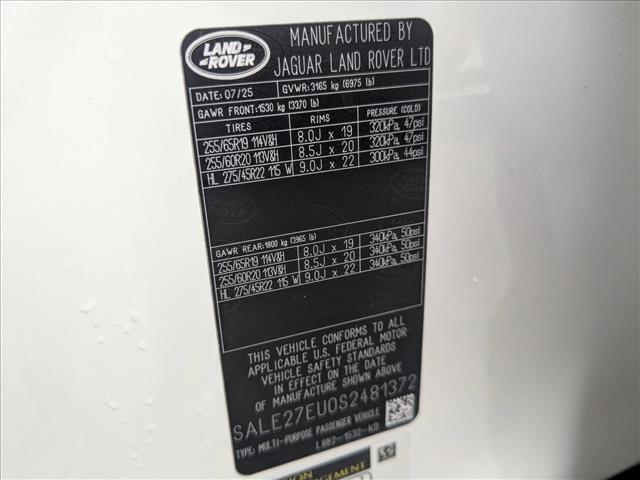 LAND ROVER
MANUFACTURED BY
JAGUAR LAND ROVER LTD
DATE: 07/25 GVWR: 3165 kg (6975 lb)
GAWR FRONT: 1530 kg (3370 lb)
TIRES RIMS PRESSURE (COLD)
255/65R19 114V&H 8.0J x 19 320kPa, 47psi
255/60R20 113V&H 8.5J x 20 320kPa, 47psi
HL 275/45R22 115 W 9.0J x 22 300kPa, 44psi
GAWR REAR: 1800 kg (3965 lb)
255/65R19 114V&H 8.0J x 19 340kPa, 50psi
255/60R20 113V&H 8.5J x 20 340kPa, 50psi
HL 275/45R22 115 W 9.0J x 22 340kPa, 50psi
THIS VEHICLE CONFORMS TO ALL
APPLICABLE U.S. FEDERAL MOTOR
VEHICLE SAFETY STANDARDS
IN EFFECT ON THE DATE
OF MANUFACTURE SHOWN ABOVE
SALE27EU0S2481372
TYPE: MULTI-PURPOSE PASSENGER VEHICLE
L8B2-1532-KD